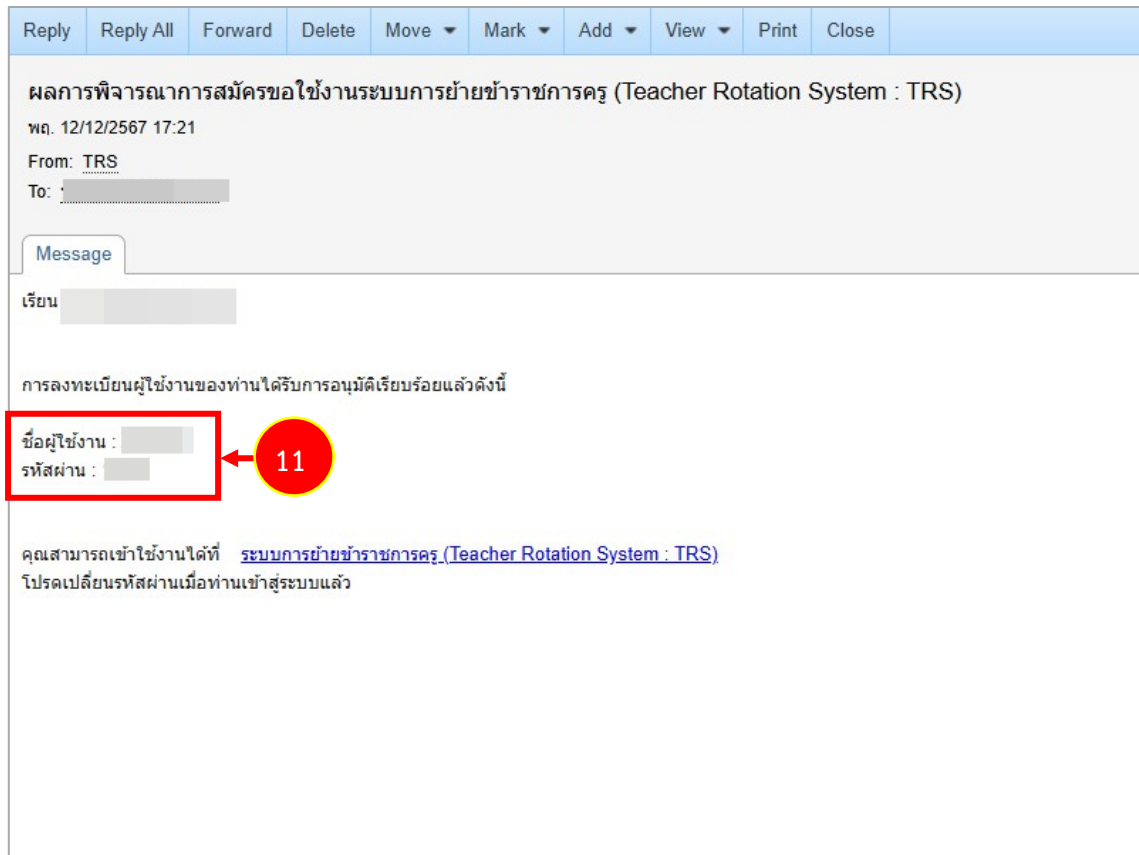 Reply Reply All Forward Delete Move Mark Add View Print Close
ผลการพิจารณาการสมัครขอใช้งานระบบการย้ายข้าราชการครู (Teacher Rotation System : TRS)
พฤ. 12/12/2567 17:21
From: TRS
To:
Message
เรียน
การลงทะเบียนผู้ใช้งานของท่านได้รับการอนุมัติเรียบร้อยแล้วดังนี้
ชื่อผู้ใช้งาน :
รหัสผ่าน :
11
คุณสามารถเข้าใช้งานได้ที่ ระบบการย้ายข้าราชการครู (Teacher Rotation System : TRS)
โปรดเปลี่ยนรหัสผ่านเมื่อท่านเข้าสู่ระบบแล้ว